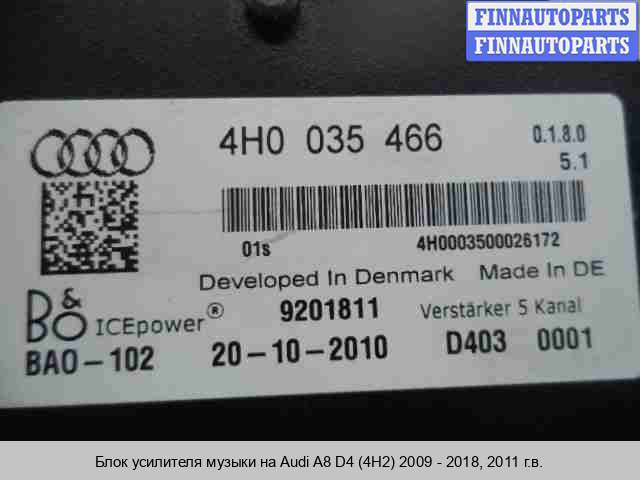 FINNAUTOPARTS
FINNAUTOPARTS
4H0 035 466
0.1.8.0
5.1
01s
4H0003500026172
Developed In Denmark Made In DE
B&O ICEpower® 9201811 Verstärker 5 Kanal
BAO-102 20-10-2010 D403 0001
Блок усилителя музыки на Audi A8 D4 (4H2) 2009 - 2018, 2011 г.в.